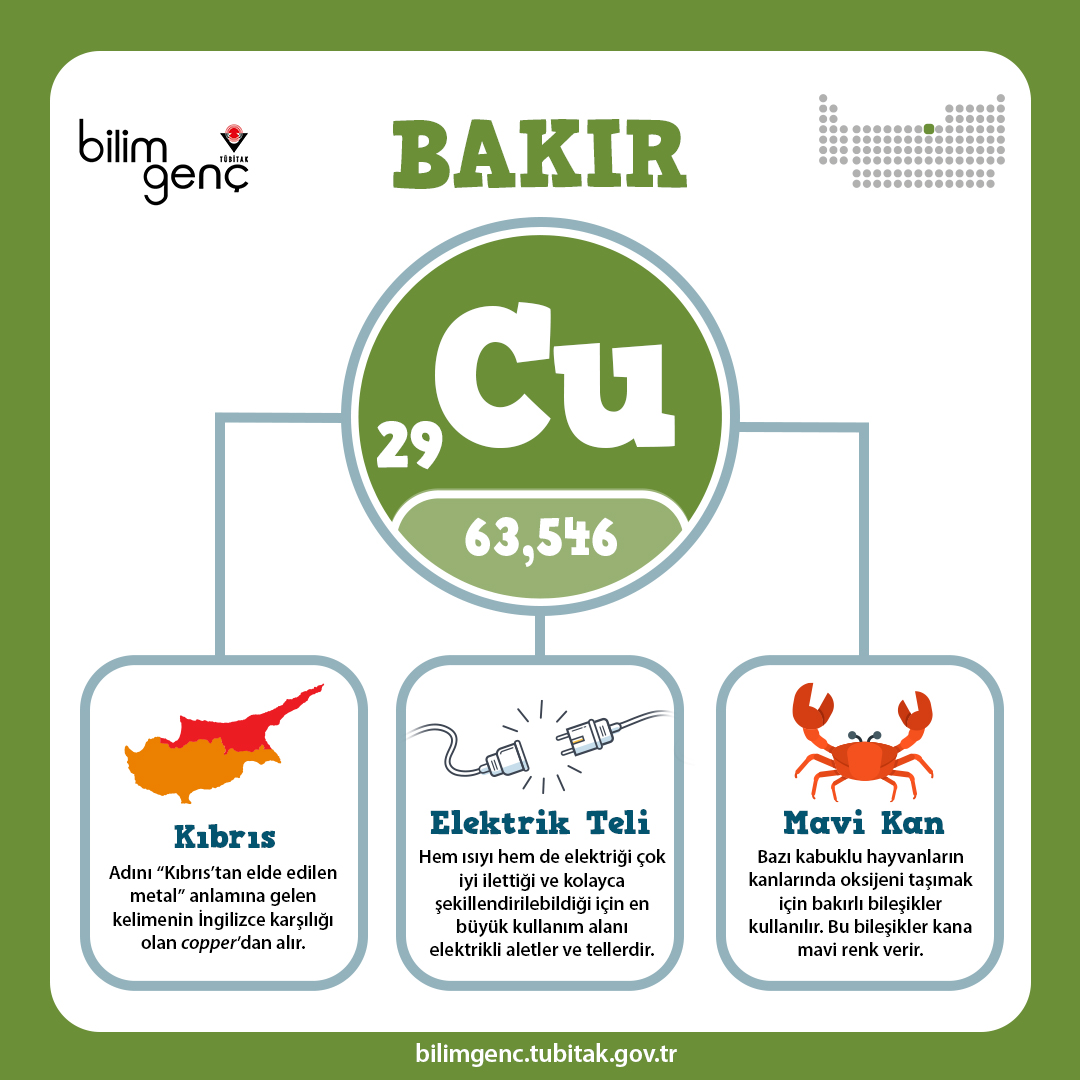 bilim
genç
TÜBİTAK
BAKIR
Cu
29
63,546
Kıbrıs
Adını “Kıbrıs’tan elde edilen
metal” anlamına gelen
kelimenin İngilizce karşılığı
olan copper’dan alır.
Elektrik Teli
Hem ısıyı hem de elektriği çok
iyi ilettiği ve kolayca
şekillendirilebildiği için en
büyük kullanım alanı
elektrikli aletler ve tellerdir.
Mavi Kan
Bazı kabuklu hayvanların
kanlarında oksijeni taşımak
için bakırlı bileşikler
kullanılır. Bu bileşikler kana
mavi renk verir.
bilimgenc.tubitak.gov.tr